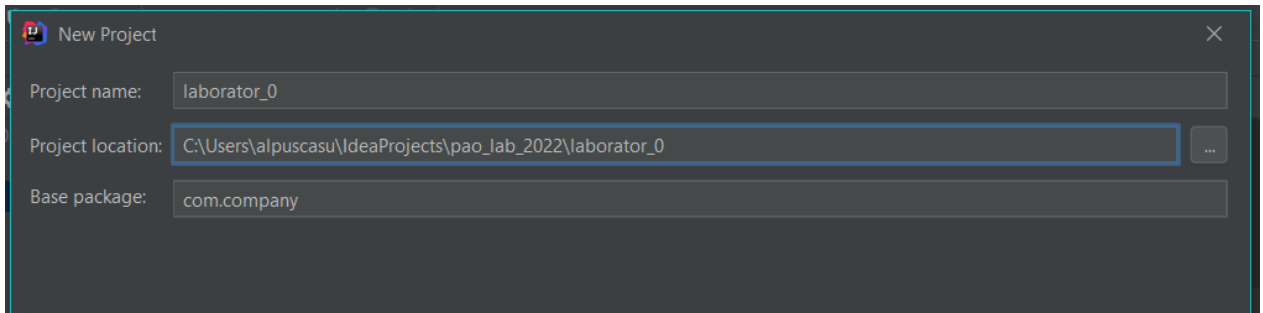 New Project
Project name: laborator_0
Project location: C:\Users\alpuscasu\IdeaProjects\pao_lab_2022\laborator_0 ...
Base package: com.company